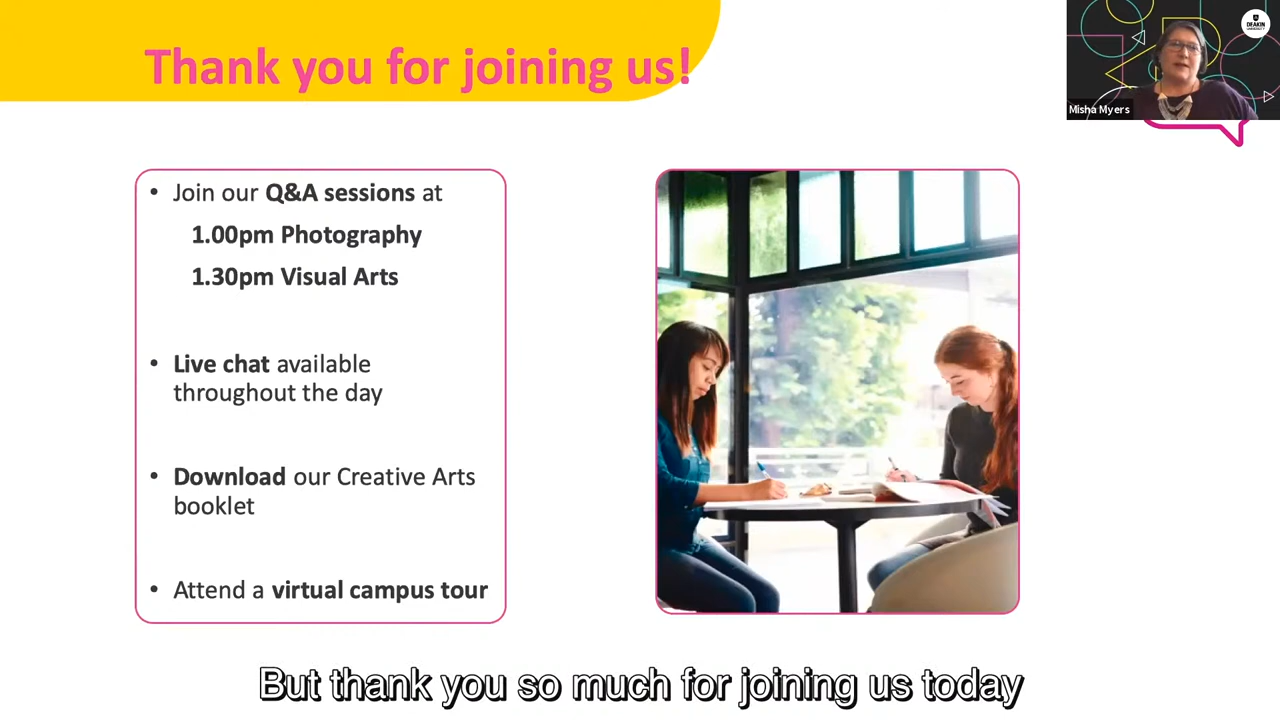 Thank you for joining us!
DEAKIN
UNIVERSITY
Misha Myers
• Join our Q&A sessions at
1.00pm Photography
1.30pm Visual Arts
• Live chat available
throughout the day
• Download our Creative Arts
booklet
• Attend a virtual campus tour
But thank you so much for joining us today